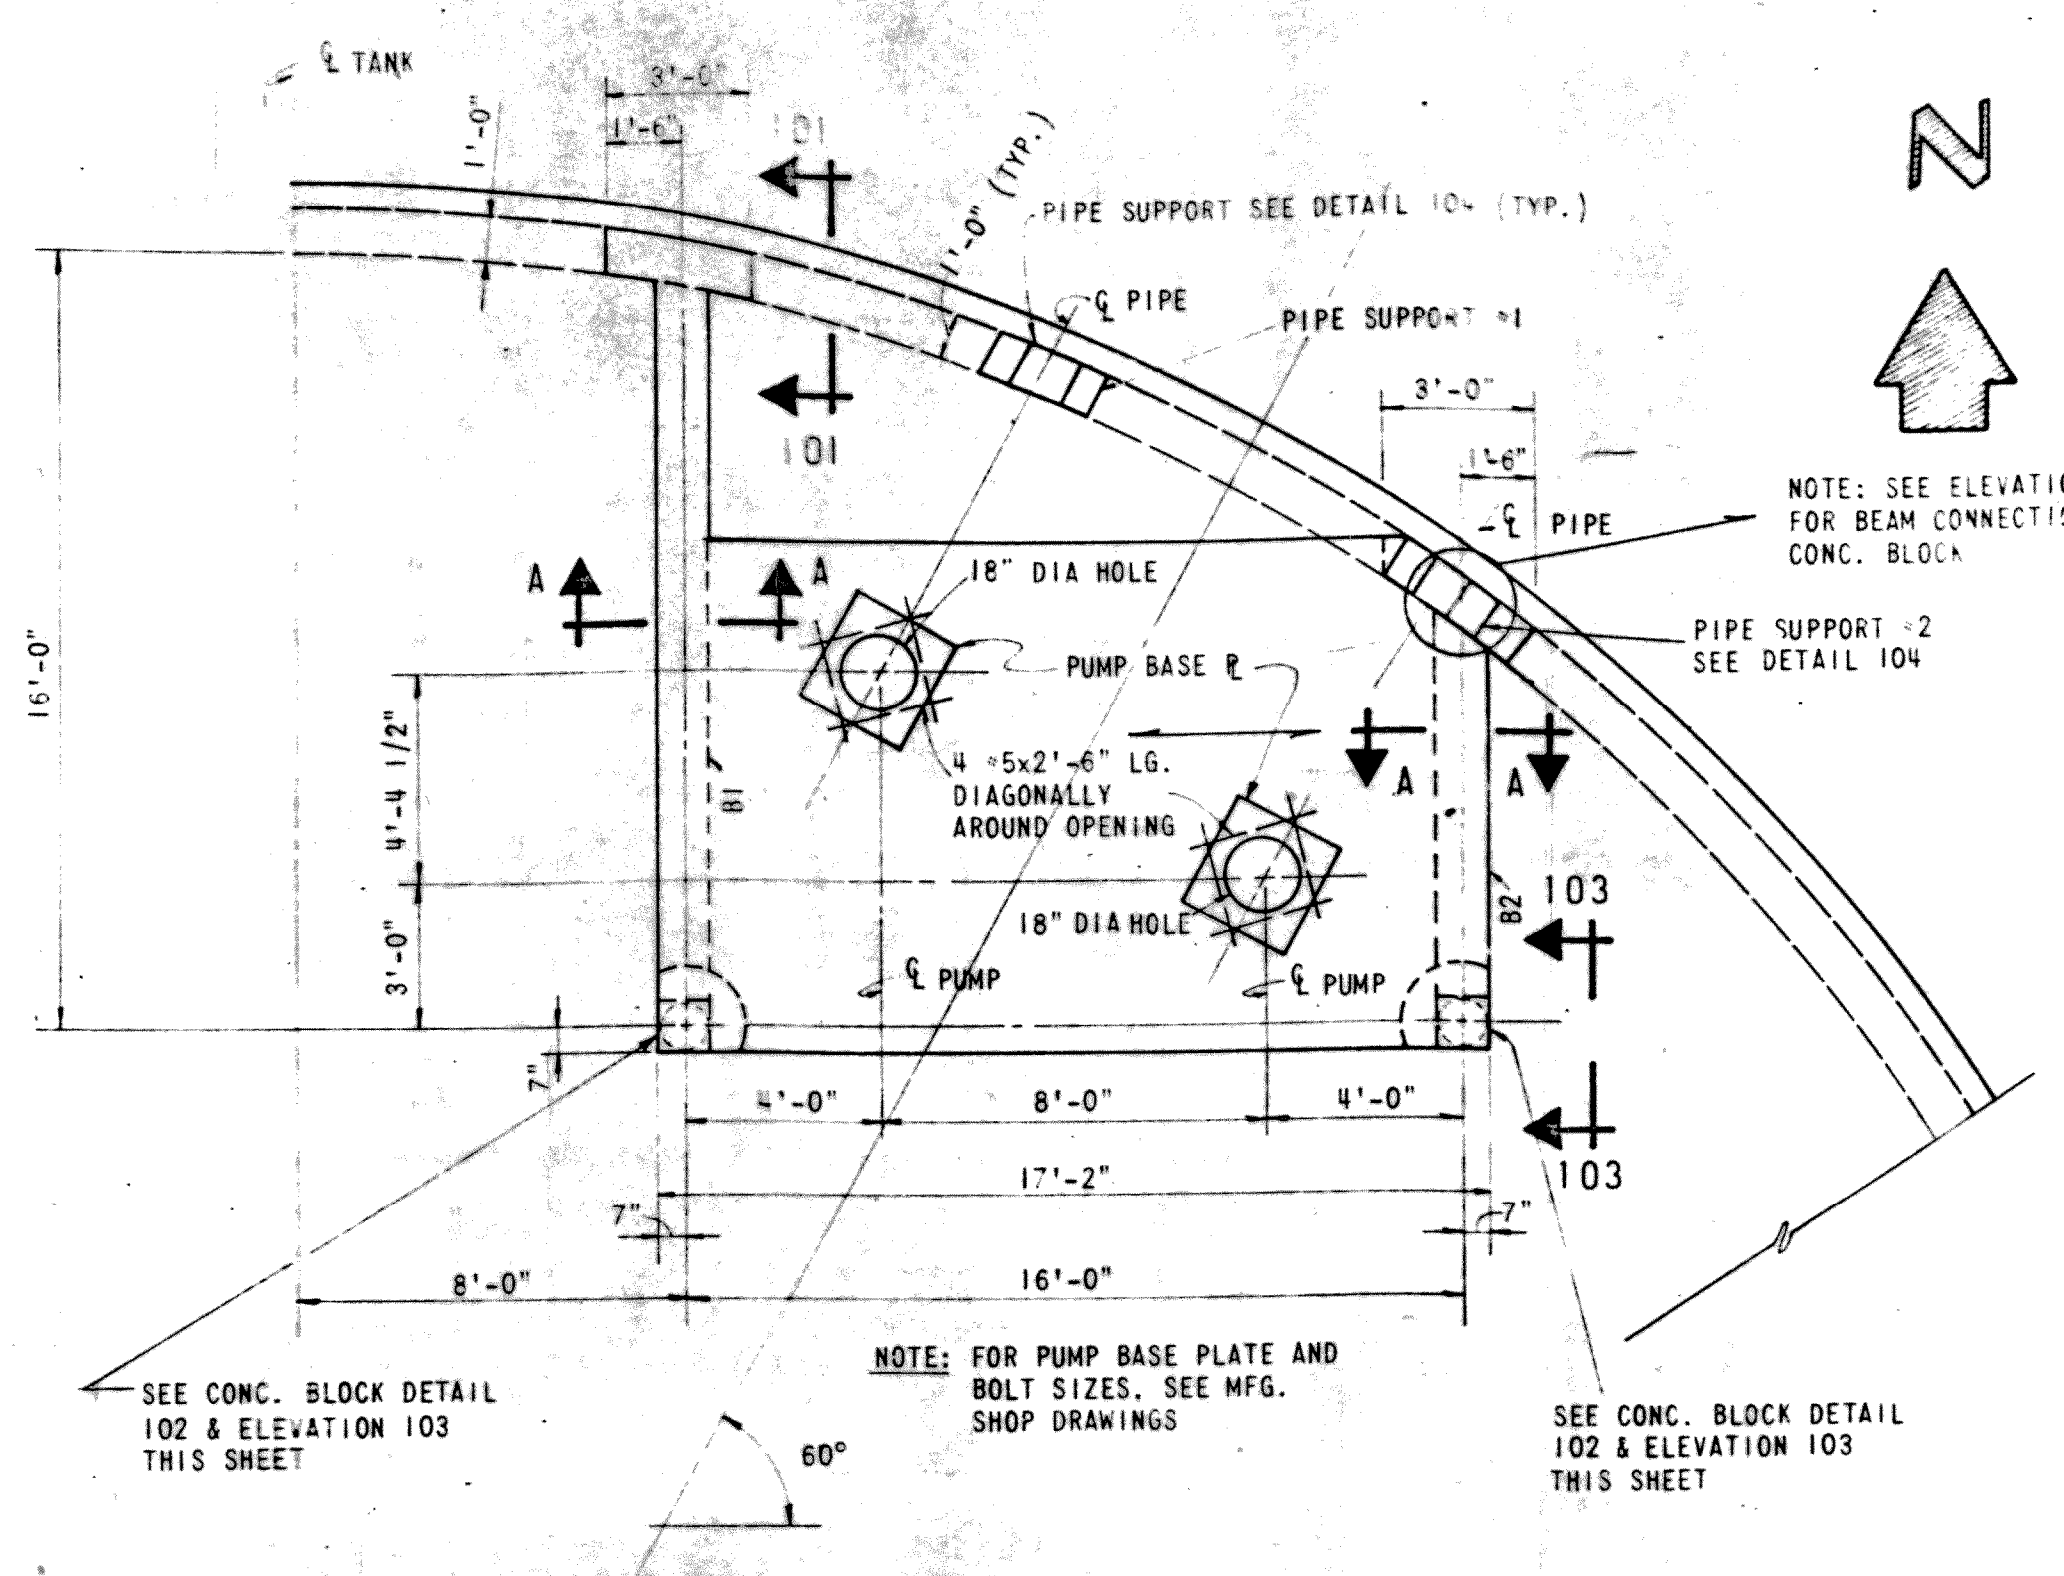 ℄ TANK
3'-0"
1'-6"
1'-0"
101
1'-0" (TYP.)
PIPE SUPPORT SEE DETAIL 104 (TYP.)
℄ PIPE
PIPE SUPPORT #1
N
101
3'-0"
1'-6"
℄ PIPE
NOTE: SEE
FOR BEAM
CONC. BLOCK
A
A
18" DIA HOLE
PIPE SUPPORT #2
SEE DETAIL 104
16'-0"
PUMP BASE ℙL
4'-4 1/2"
4 #5x2'-6" LG.
DIAGONALLY
AROUND OPENING
A
A
B1
B2
103
18" DIA HOLE
3'-0"
℄ PUMP
℄ PUMP
7"
4'-0"
8'-0"
4'-0"
103
17'-2"
7"
7"
8'-0"
16'-0"
NOTE: FOR PUMP BASE PLATE AND
BOLT SIZES. SEE MFG.
SHOP DRAWINGS
SEE CONC. BLOCK DETAIL
102 & ELEVATION 103
THIS SHEET
60°
SEE CONC. BLOCK DETAIL
102 & ELEVATION 103
THIS SHEET